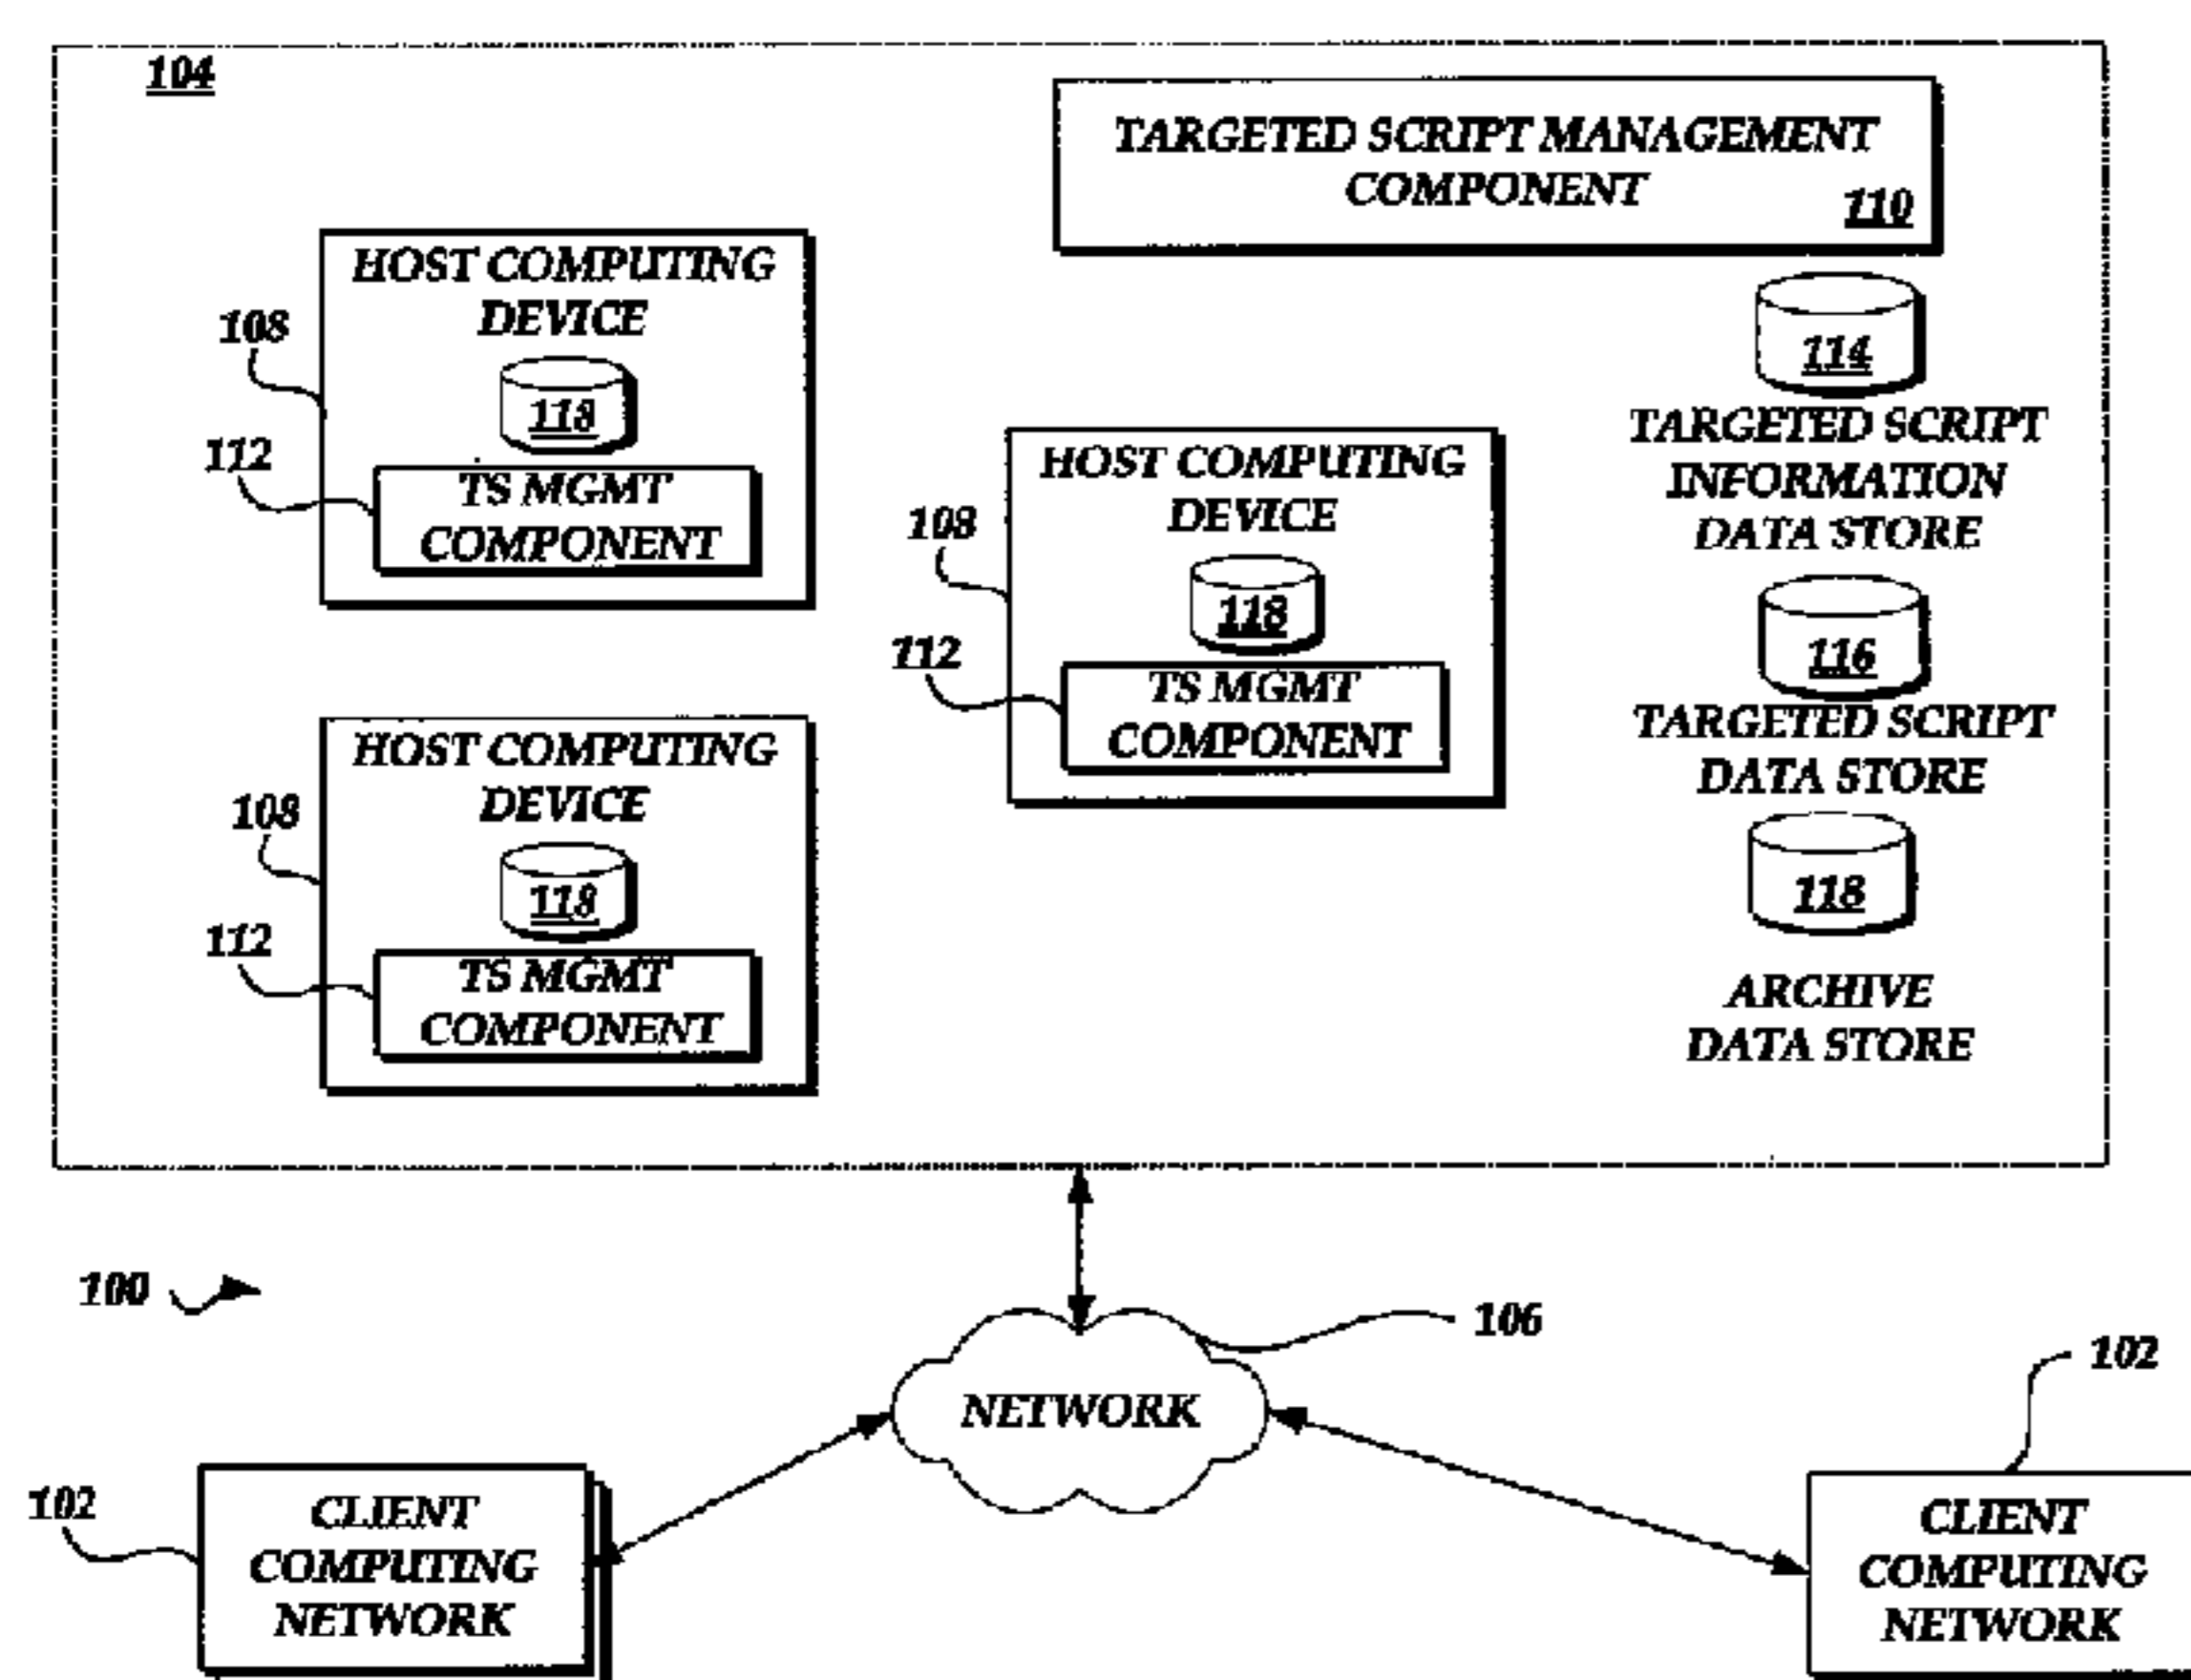 104
TARGETED SCRIPT MANAGEMENT
COMPONENT
110
HOST COMPUTING
DEVICE
108
118
112
TS MGMT
COMPONENT
114
TARGETED SCRIPT
INFORMATION
DATA STORE
HOST COMPUTING
DEVICE
108
118
112
TS MGMT
COMPONENT
116
TARGETED SCRIPT
DATA STORE
HOST COMPUTING
DEVICE
108
118
112
TS MGMT
COMPONENT
118
ARCHIVE
DATA STORE
100
106
NETWORK
102
CLIENT
COMPUTING
NETWORK
102
CLIENT
COMPUTING
NETWORK